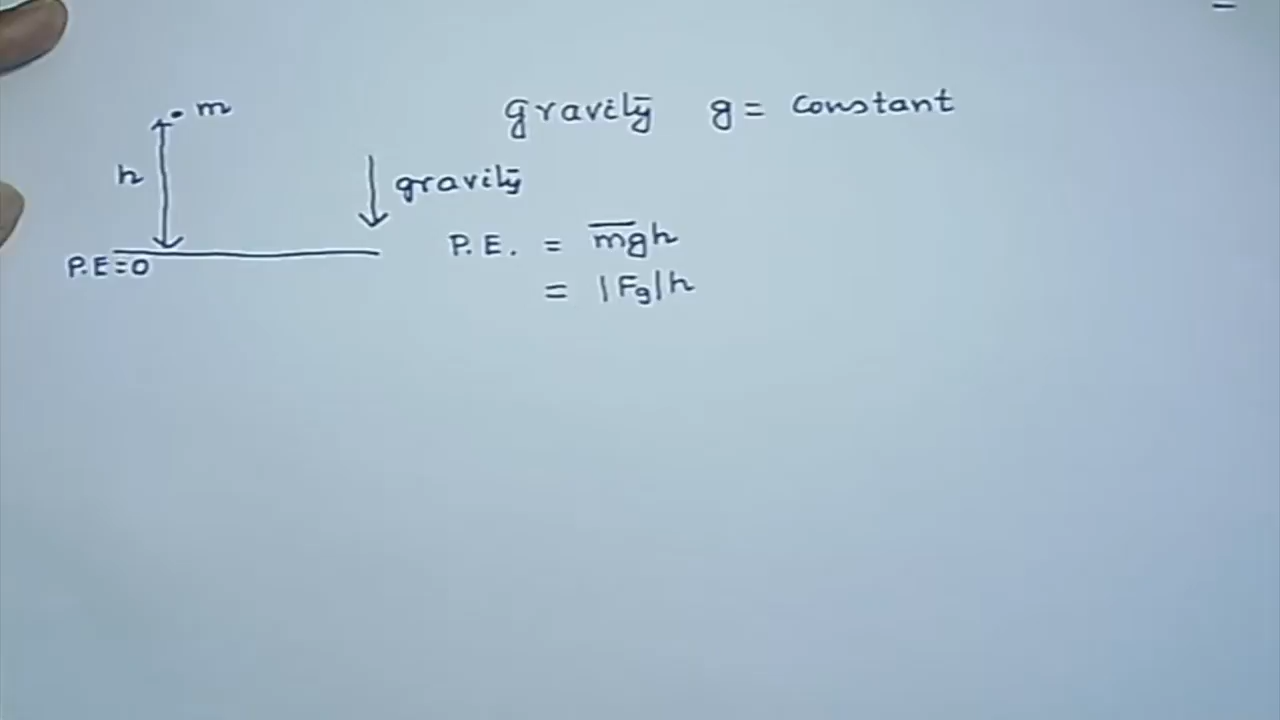 m
gravity g = constant
h
gravity
P.E. = mgh
P.E=0
= |Fg|h